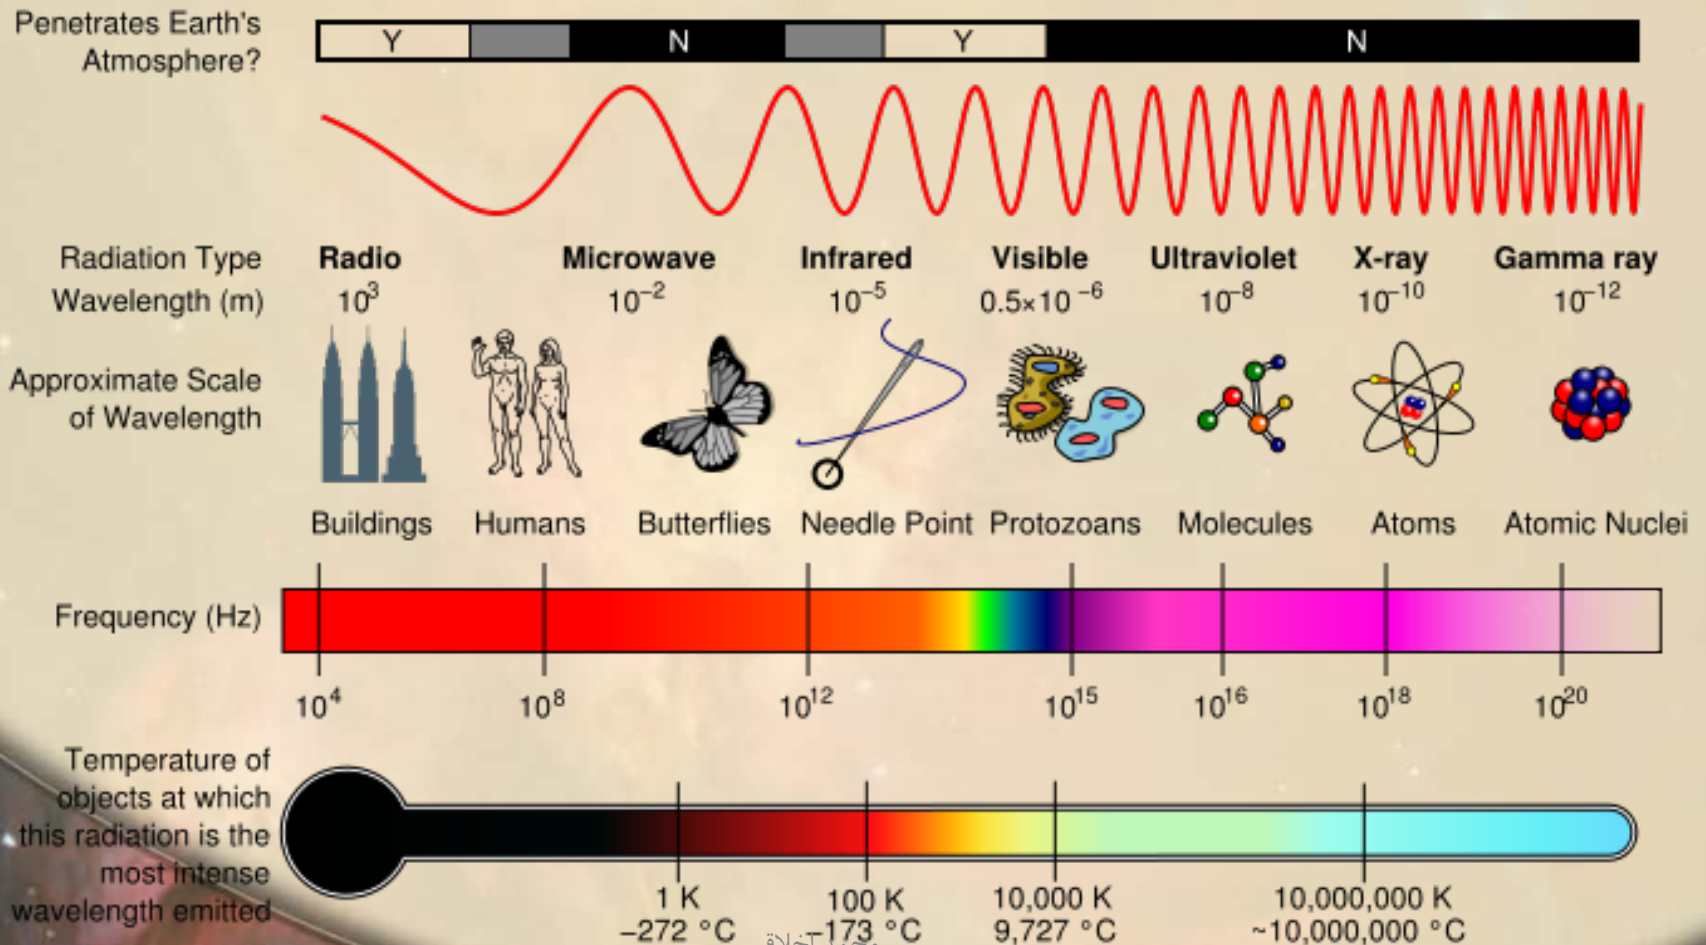 Penetrates Earth's
Atmosphere?
Y N Y N
Radiation Type
Radio Microwave Infrared Visible Ultraviolet X-ray Gamma ray
Wavelength (m)
10³ 10⁻² 10⁻⁵ 0.5×10⁻⁶ 10⁻⁸ 10⁻¹⁰ 10⁻¹²
Approximate Scale
of Wavelength
Buildings Humans Butterflies Needle Point Protozoans Molecules Atoms Atomic Nuclei
Frequency (Hz)
10⁴ 10⁸ 10¹² 10¹⁵ 10¹⁶ 10¹⁸ 10²⁰
Temperature of
objects at which
this radiation is the
most intense
wavelength emitted
1 K 100 K 10,000 K 10,000,000 K
−272 °C −173 °C 9,727 °C ~10,000,000 °C